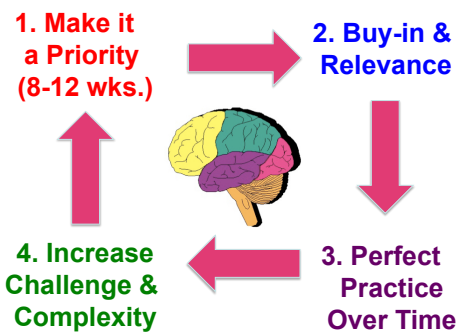 1. Make it
a Priority
(8-12 wks.)
2. Buy-in &
Relevance
3. Perfect
Practice
Over Time
4. Increase
Challenge &
Complexity